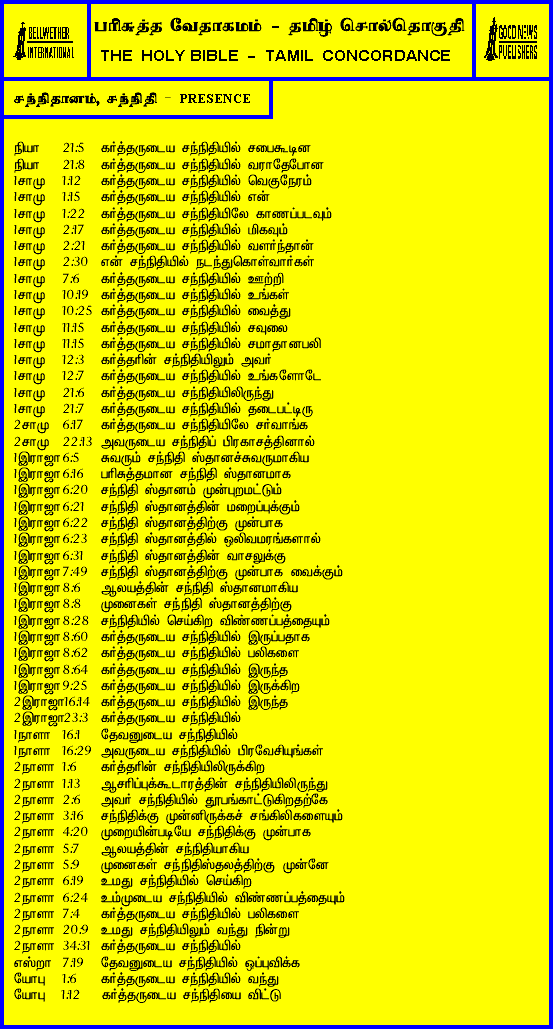 BELLWETHER
INTERNATIONAL
பரிசுத்த வேதாகமம் - தமிழ் சொல்தொகுதி
THE HOLY BIBLE - TAMIL CONCORDANCE
GOOD NEWS
PUBLISHERS
சந்நிதானம், சந்நிதி - PRESENCE
நியா 21:5 கர்த்தருடைய சந்நிதியில் சபைகூடின
நியா 21:8 கர்த்தருடைய சந்நிதியில் வராதேபோன
1சாமு 1:12 கர்த்தருடைய சந்நிதியில் வெகுநேரம்
1சாமு 1:15 கர்த்தருடைய சந்நிதியில் என்
1சாமு 1:22 கர்த்தருடைய சந்நிதியிலே காணப்படவும்
1சாமு 2:17 கர்த்தருடைய சந்நிதியில் மிகவும்
1சாமு 2:21 கர்த்தருடைய சந்நிதியில் வளர்ந்தான்
1சாமு 2:30 என் சந்நிதியில் நடந்துகொள்வார்கள்
1சாமு 7:6 கர்த்தருடைய சந்நிதியில் ஊற்றி
1சாமு 10:19 கர்த்தருடைய சந்நிதியில் உங்கள்
1சாமு 10:25 கர்த்தருடைய சந்நிதியில் வைத்து
1சாமு 11:15 கர்த்தருடைய சந்நிதியில் சவுலை
1சாமு 11:15 கர்த்தருடைய சந்நிதியில் சமாதானபலி
1சாமு 12:3 கர்த்தரின் சந்நிதியிலும் அவர்
1சாமு 12:7 கர்த்தருடைய சந்நிதியில் உங்களோடே
1சாமு 21:6 கர்த்தருடைய சந்நிதியிலிருந்து
1சாமு 21:7 கர்த்தருடைய சந்நிதியில் தடைபட்டிரு
2சாமு 6:17 கர்த்தருடைய சந்நிதியிலே சர்வாங்க
2சாமு 22:13 அவருடைய சந்நிதிப் பிரகாசத்தினால்
1இராஜா 6:5 சுவரும் சந்நிதி ஸ்தானச்சுவருமாகிய
1இராஜா 6:16 பரிசுத்தமான சந்நிதி ஸ்தானமாக
1இராஜா 6:20 சந்நிதி ஸ்தானம் முன்புறமட்டும்
1இராஜா 6:21 சந்நிதி ஸ்தானத்தின் மறைப்புக்கும்
1இராஜா 6:22 சந்நிதி ஸ்தானத்திற்கு முன்பாக
1இராஜா 6:23 சந்நிதி ஸ்தானத்தில் ஒலிவமரங்களால்
1இராஜா 6:31 சந்நிதி ஸ்தானத்தின் வாசலுக்கு
1இராஜா 7:49 சந்நிதி ஸ்தானத்திற்கு முன்பாக வைக்கும்
1இராஜா 8:6 ஆலயத்தின் சந்நிதி ஸ்தானமாகிய
1இராஜா 8:8 முனைகள் சந்நிதி ஸ்தானத்திற்கு
1இராஜா 8:28 சந்நிதியில் செய்கிற விண்ணப்பத்தையும்
1இராஜா 8:60 கர்த்தருடைய சந்நிதியில் இருப்பதாக
1இராஜா 8:62 கர்த்தருடைய சந்நிதியில் பலிகளை
1இராஜா 8:64 கர்த்தருடைய சந்நிதியில் இருந்த
1இராஜா 9:25 கர்த்தருடைய சந்நிதியில் இருக்கிற
2இராஜா 16:14 கர்த்தருடைய சந்நிதியில் இருந்த
2இராஜா 23:3 கர்த்தருடைய சந்நிதியில்
1நாளா 16:1 தேவனுடைய சந்நிதியில்
1நாளா 16:29 அவருடைய சந்நிதியில் பிரவேசியுங்கள்
2நாளா 1:6 கர்த்தரின் சந்நிதியிலிருக்கிற
2நாளா 1:13 ஆசரிப்புக்கூடாரத்தின் சந்நிதியிலிருந்து
2நாளா 2:6 அவர் சந்நிதியில் தூபங்காட்டுகிறதற்கே
2நாளா 3:16 சந்நிதிக்கு முன்னிருக்கச் சங்கிலிகளையும்
2நாளா 4:20 முறையின்படியே சந்நிதிக்கு முன்பாக
2நாளா 5:7 ஆலயத்தின் சந்நிதியாகிய
2நாளா 5:9 முனைகள் சந்நிதிஸ்தலத்திற்கு முன்னே
2நாளா 6:19 உமது சந்நிதியில் செய்கிற
2நாளா 6:24 உம்முடைய சந்நிதியில் விண்ணப்பத்தையும்
2நாளா 7:4 கர்த்தருடைய சந்நிதியில் பலிகளை
2நாளா 20:9 உமது சந்நிதியிலும் வந்து நின்று
2நாளா 34:31 கர்த்தருடைய சந்நிதியில்
எஸ்றா 7:19 தேவனுடைய சந்நிதியில் ஒப்புவிக்க
யோபு 1:6 கர்த்தருடைய சந்நிதியில் வந்து
யோபு 1:12 கர்த்தருடைய சந்நிதியை விட்டு